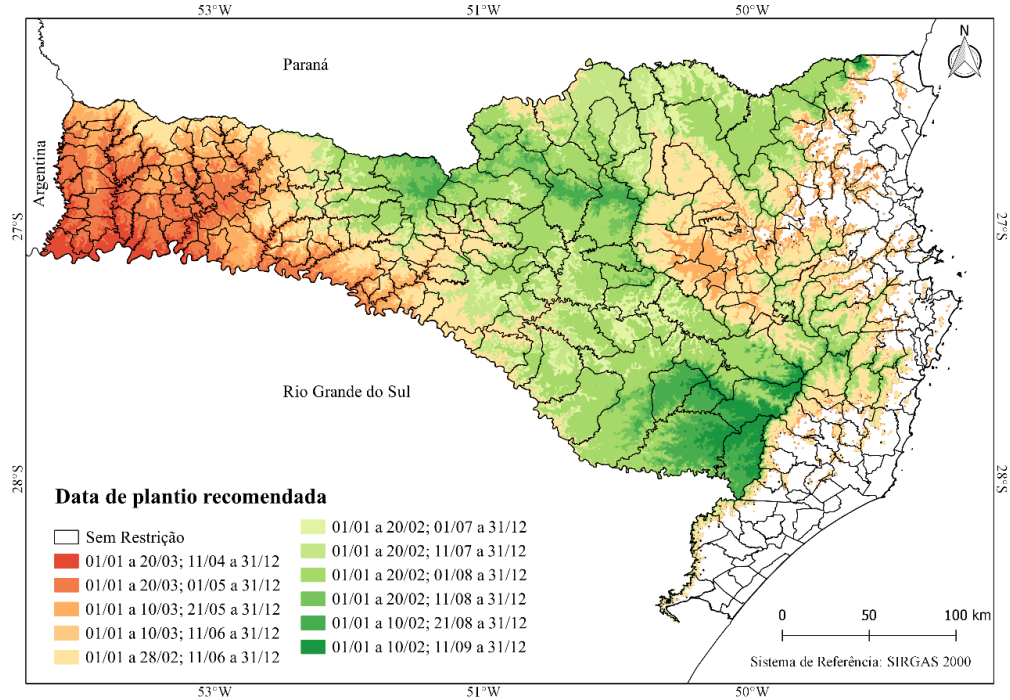 53°W 51°W 50°W
N
Paraná
Argentina
27°S 27°S
Rio Grande do Sul
28°S 28°S
Data de plantio recomendada
Sem Restrição
01/01 a 20/03; 11/04 a 31/12
01/01 a 20/03; 01/05 a 31/12
01/01 a 10/03; 21/05 a 31/12
01/01 a 10/03; 11/06 a 31/12
01/01 a 28/02; 11/06 a 31/12
01/01 a 20/02; 01/07 a 31/12
01/01 a 20/02; 11/07 a 31/12
01/01 a 20/02; 01/08 a 31/12
01/01 a 20/02; 11/08 a 31/12
01/01 a 10/02; 21/08 a 31/12
01/01 a 10/02; 11/09 a 31/12
0 50 100 km
Sistema de Referência: SIRGAS 2000
53°W 51°W 50°W